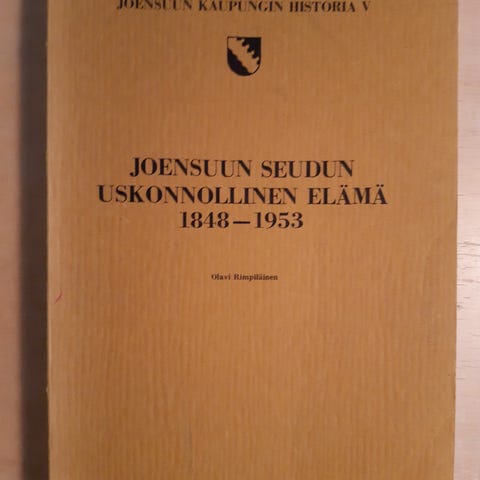 JOENSUUN KAUPUNGIN HISTORIA V
JOENSUUN SEUDUN
USKONNOLLINEN ELÄMÄ
1848—1953
Olavi Rimpiläinen